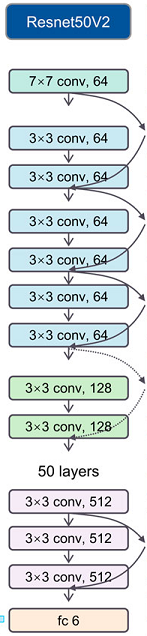 Resnet50V2
7×7 conv, 64
3×3 conv, 64
3×3 conv, 64
3×3 conv, 64
3×3 conv, 64
3×3 conv, 64
3×3 conv, 64
3×3 conv, 128
3×3 conv, 128
50 layers
3×3 conv, 512
3×3 conv, 512
3×3 conv, 512
fc 6